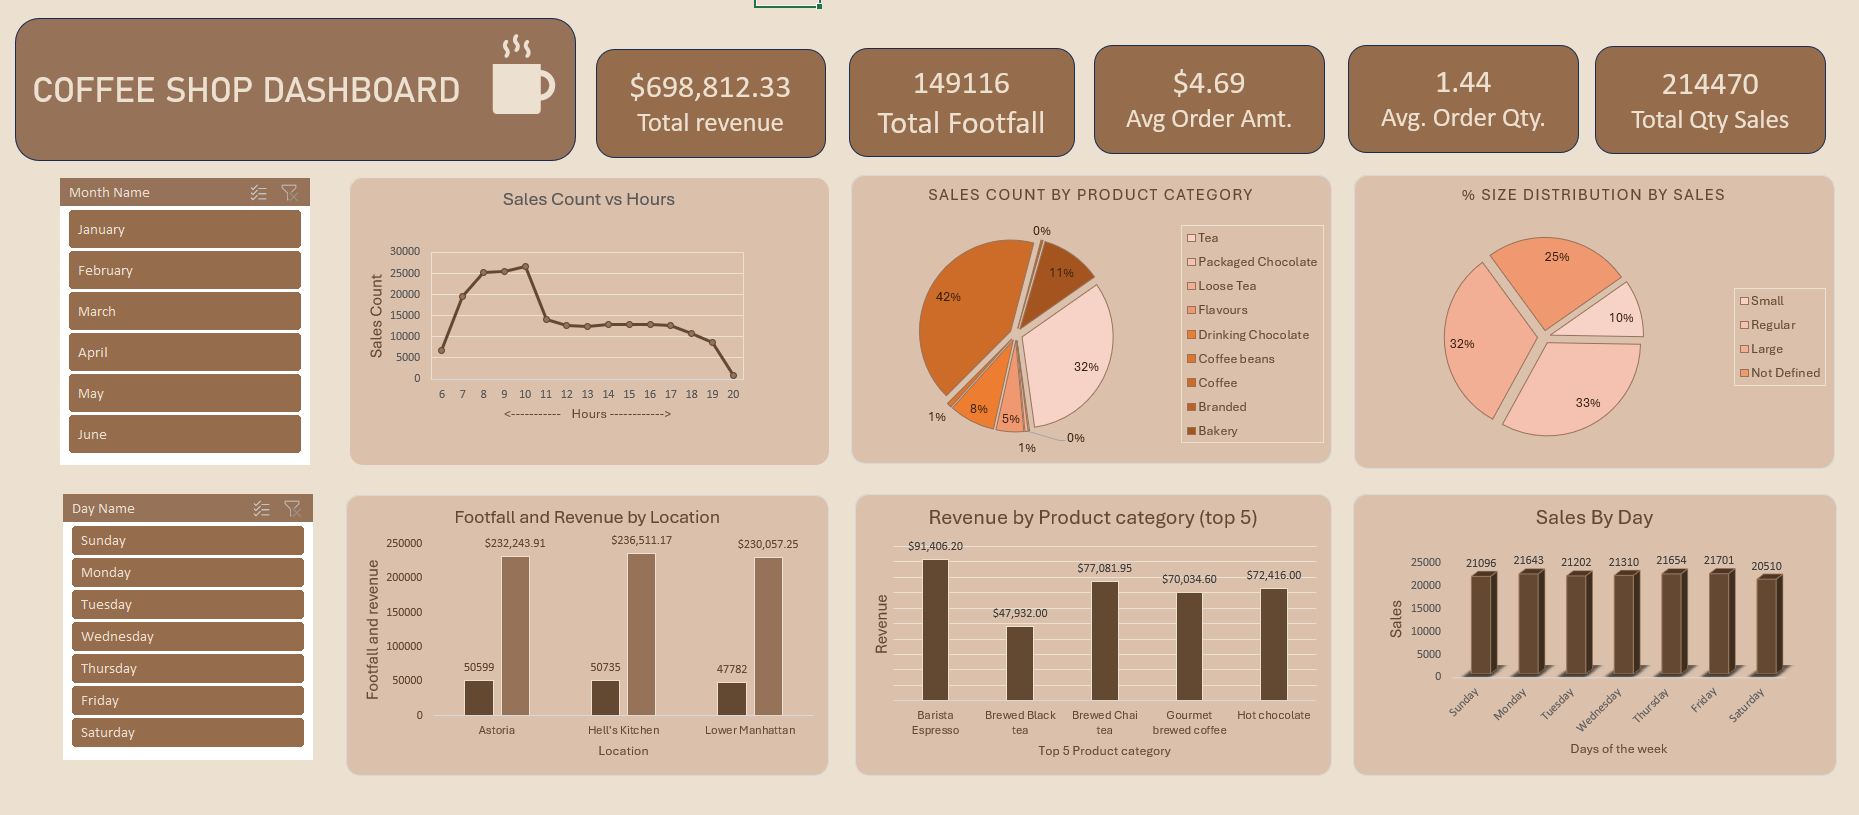 COFFEE SHOP DASHBOARD
$698,812.33
Total revenue
149116
Total Footfall
$4.69
Avg Order Amt.
1.44
Avg. Order Qty.
214470
Total Qty Sales
Month Name
January
February
March
April
May
June
Sales Count vs Hours
Sales Count
30000
25000
20000
15000
10000
5000
0
6 7 8 9 10 11 12 13 14 15 16 17 18 19 20
<----------- Hours ------------>
SALES COUNT BY PRODUCT CATEGORY
0%
11%
42%
32%
8%
5%
1%
0%
1%
Tea
Packaged Chocolate
Loose Tea
Flavours
Drinking Chocolate
Coffee beans
Coffee
Branded
Bakery
% SIZE DISTRIBUTION BY SALES
25%
10%
32%
33%
Small
Regular
Large
Not Defined
Day Name
Sunday
Monday
Tuesday
Wednesday
Thursday
Friday
Saturday
Footfall and Revenue by Location
Footfall and revenue
250000
200000
150000
100000
50000
0
$232,243.91
$236,511.17
$230,057.25
50599
50735
47782
Astoria
Hell's Kitchen
Lower Manhattan
Location
Revenue by Product category (top 5)
Revenue
$91,406.20
$47,932.00
$77,081.95
$70,034.60
$72,416.00
Barista
Espresso
Brewed Black
tea
Brewed Chai
tea
Gourmet
brewed coffee
Hot chocolate
Top 5 Product category
Sales By Day
Sales
25000
20000
15000
10000
5000
0
21096
21643
21202
21310
21654
21701
20510
Sunday
Monday
Tuesday
Wednesday
Thursday
Friday
Saturday
Days of the week